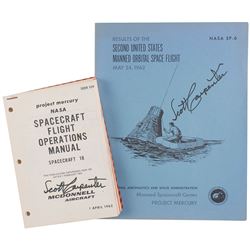 project mercury
NASA
SPACECRAFT
FLIGHT
OPERATIONS
MANUAL
SPACECRAFT 18
Scott Carpenter
MCDONNELL
AIRCRAFT
1 APRIL 1962
NASA SP-6
RESULTS OF THE
SECOND UNITED STATES
MANNED ORBITAL SPACE FLIGHT
MAY 24, 1962
Scott Carpenter
AERONAUTICS AND SPACE ADMINISTRATION
Manned Spacecraft Center
PROJECT MERCURY